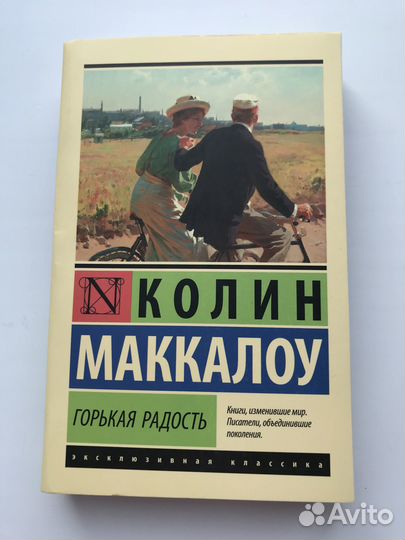 КОЛИН
МАККАЛОУ
ГОРЬКАЯ РАДОСТЬ
Книги, изменившие мир.
Писатели, объединившие
поколения.
эксклюзивная классика
Avito